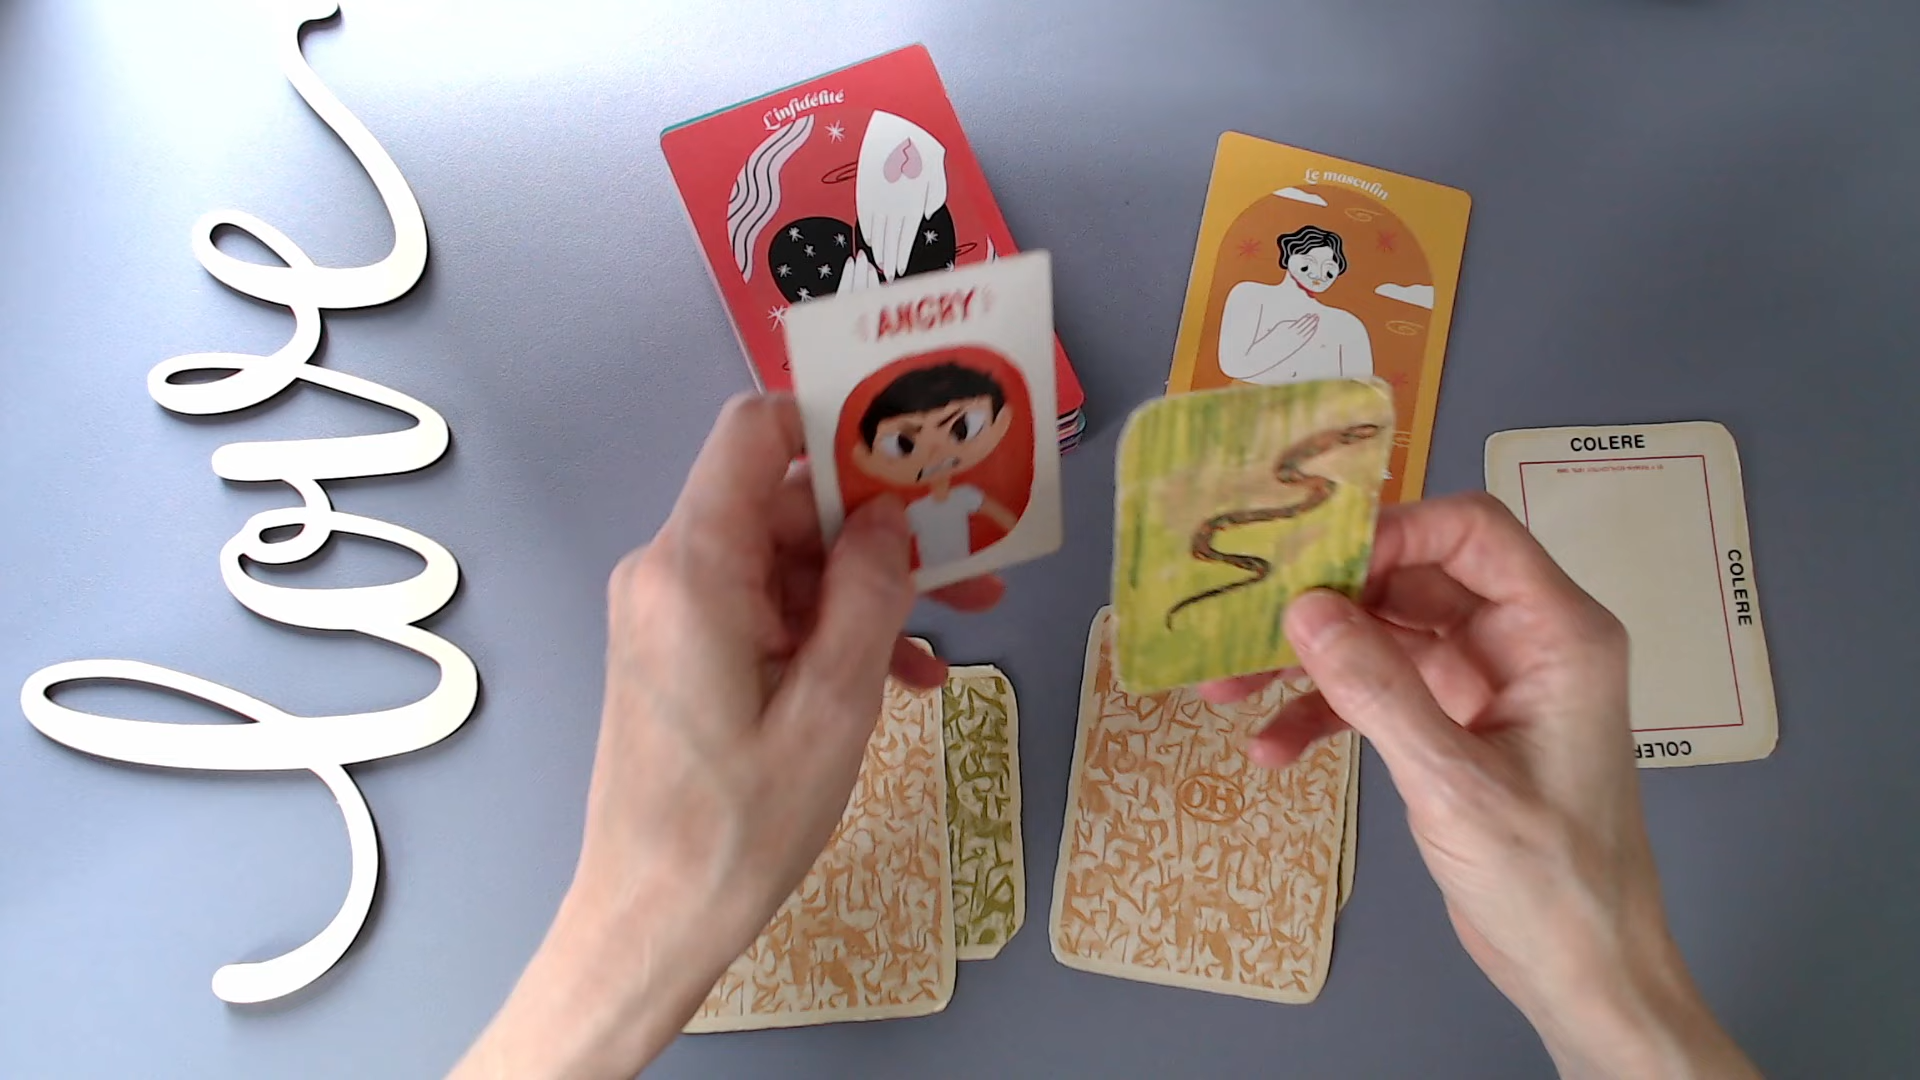 love
L'infidélité
Le masculin
ANGRY
COLERE
COLERE
COLERE
OH